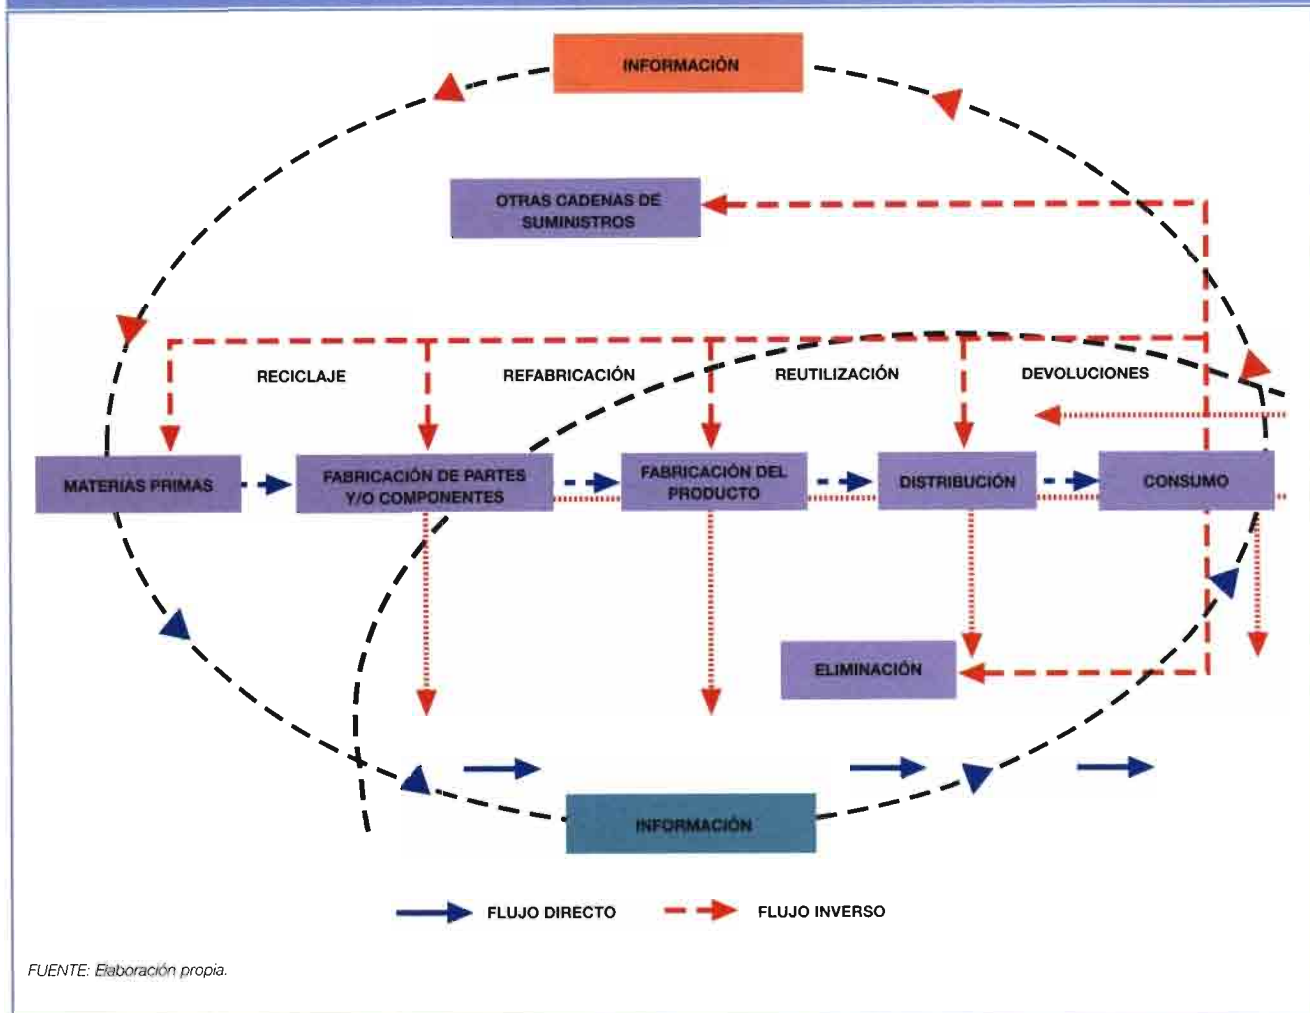 INFORMACIÓN
OTRAS CADENAS DE
SUMINISTROS
RECICLAJE
REFABRICACIÓN
REUTILIZACIÓN
DEVOLUCIONES
MATERIAS PRIMAS
FABRICACIÓN DE PARTES
Y/O COMPONENTES
FABRICACIÓN DEL
PRODUCTO
DISTRIBUCIÓN
CONSUMO
ELIMINACIÓN
INFORMACIÓN
FLUJO DIRECTO
FLUJO INVERSO
FUENTE: Elaboración propia.